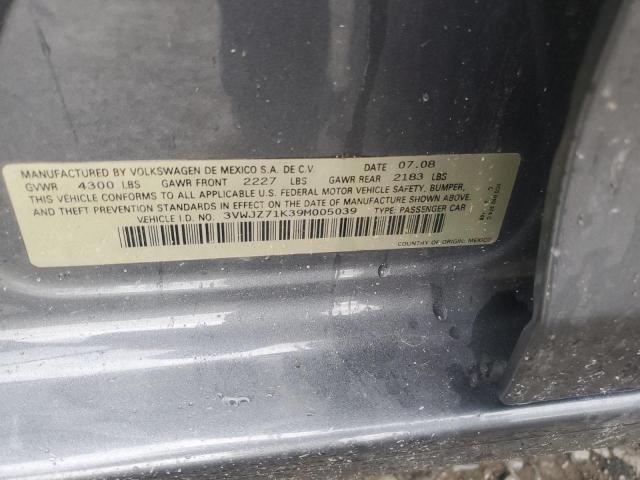 MANUFACTURED BY VOLKSWAGEN DE MEXICO S.A. DE C.V. DATE 07.08
GVWR 4300 LBS GAWR FRONT 2227 LBS GAWR REAR 2183 LBS
THIS VEHICLE CONFORMS TO ALL APPLICABLE U.S. FEDERAL MOTOR VEHICLE SAFETY, BUMPER,
AND THEFT PREVENTION STANDARDS IN EFFECT ON THE DATE OF MANUFACTURE SHOWN ABOVE.
VEHICLE I.D. NO. 3VWJZ71K39M005039 TYPE: PASSENGER CAR
COUNTRY OF ORIGIN: MEXICO